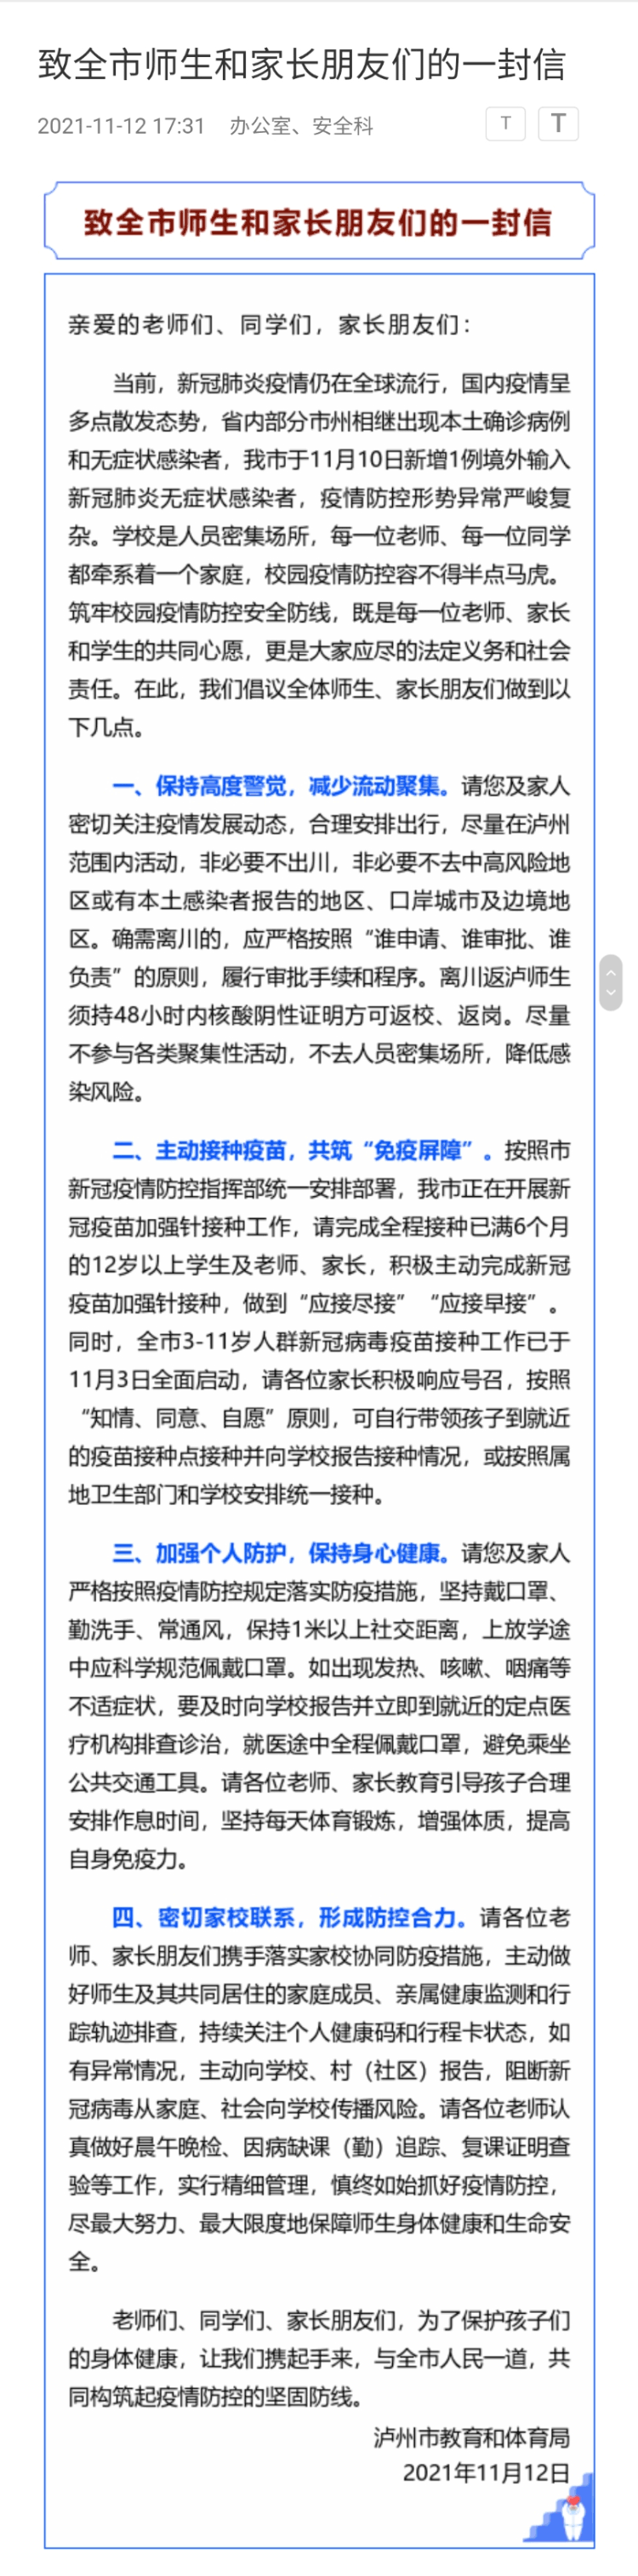 致全市师生和家长朋友们的一封信
2021-11-12 17:31 办公室、安全科 T T
致全市师生和家长朋友们的一封信
亲爱的老师们、同学们，家长朋友们：
当前，新冠肺炎疫情仍在全球流行，国内疫情呈
多点散发态势，省内部分市州相继出现本土确诊病例
和无症状感染者，我市于11月10日新增1例境外输入
新冠肺炎无症状感染者，疫情防控形势异常严峻复
杂。学校是人员密集场所，每一位老师、每一位同学
都牵系着一个家庭，校园疫情防控容不得半点马虎。
筑牢校园疫情防控安全防线，既是每一位老师、家长
和学生的共同心愿，更是大家应尽的法定义务和社会
责任。在此，我们倡议全体师生、家长朋友们做到以
下几点。
一、保持高度警觉，减少流动聚集。请您及家人
密切关注疫情发展动态，合理安排出行，尽量在泸州
范围内活动，非必要不出川，非必要不去中高风险地
区或有本土感染者报告的地区、口岸城市及边境地
区。确需离川的，应严格按照“谁申请、谁审批、谁
负责”的原则，履行审批手续和程序。离川返泸师生
须持48小时内核酸阴性证明方可返校、返岗。尽量
不参与各类聚集性活动，不去人员密集场所，降低感
染风险。
二、主动接种疫苗，共筑“免疫屏障”。按照市
新冠疫情防控指挥部统一安排部署，我市正在开展新
冠疫苗加强针接种工作，请完成全程接种已满6个月
的12岁以上学生及老师、家长，积极主动完成新冠
疫苗加强针接种，做到“应接尽接”“应接早接”。
同时，全市3-11岁人群新冠病毒疫苗接种工作已于
11月3日全面启动，请各位家长积极响应号召，按照
“知情、同意、自愿”原则，可自行带领孩子到就近
的疫苗接种点接种并向学校报告接种情况，或按照属
地卫生部门和学校安排统一接种。
三、加强个人防护，保持身心健康。请您及家人
严格按照疫情防控规定落实防疫措施，坚持戴口罩、
勤洗手、常通风，保持1米以上社交距离，上放学途
中应科学规范佩戴口罩。如出现发热、咳嗽、咽痛等
不适症状，要及时向学校报告并立即到就近的定点医
疗机构排查诊治，就医途中全程佩戴口罩，避免乘坐
公共交通工具。请各位老师、家长教育引导孩子合理
安排作息时间，坚持每天体育锻炼，增强体质，提高
自身免疫力。
四、密切家校联系，形成防控合力。请各位老
师、家长朋友们携手落实家校协同防疫措施，主动做
好师生及其共同居住的家庭成员、亲属健康监测和行
踪轨迹排查，持续关注个人健康码和行程卡状态，如
有异常情况，主动向学校、村（社区）报告，阻断新
冠病毒从家庭、社会向学校传播风险。请各位老师认
真做好晨午晚检、因病缺课（勤）追踪、复课证明查
验等工作，实行精细管理，慎终如始抓好疫情防控，
尽最大努力、最大限度地保障师生身体健康和生命安
全。
老师们、同学们、家长朋友们，为了保护孩子们
的身体健康，让我们携起手来，与全市人民一道，共
同构筑起疫情防控的坚固防线。
泸州市教育和体育局
2021年11月12日